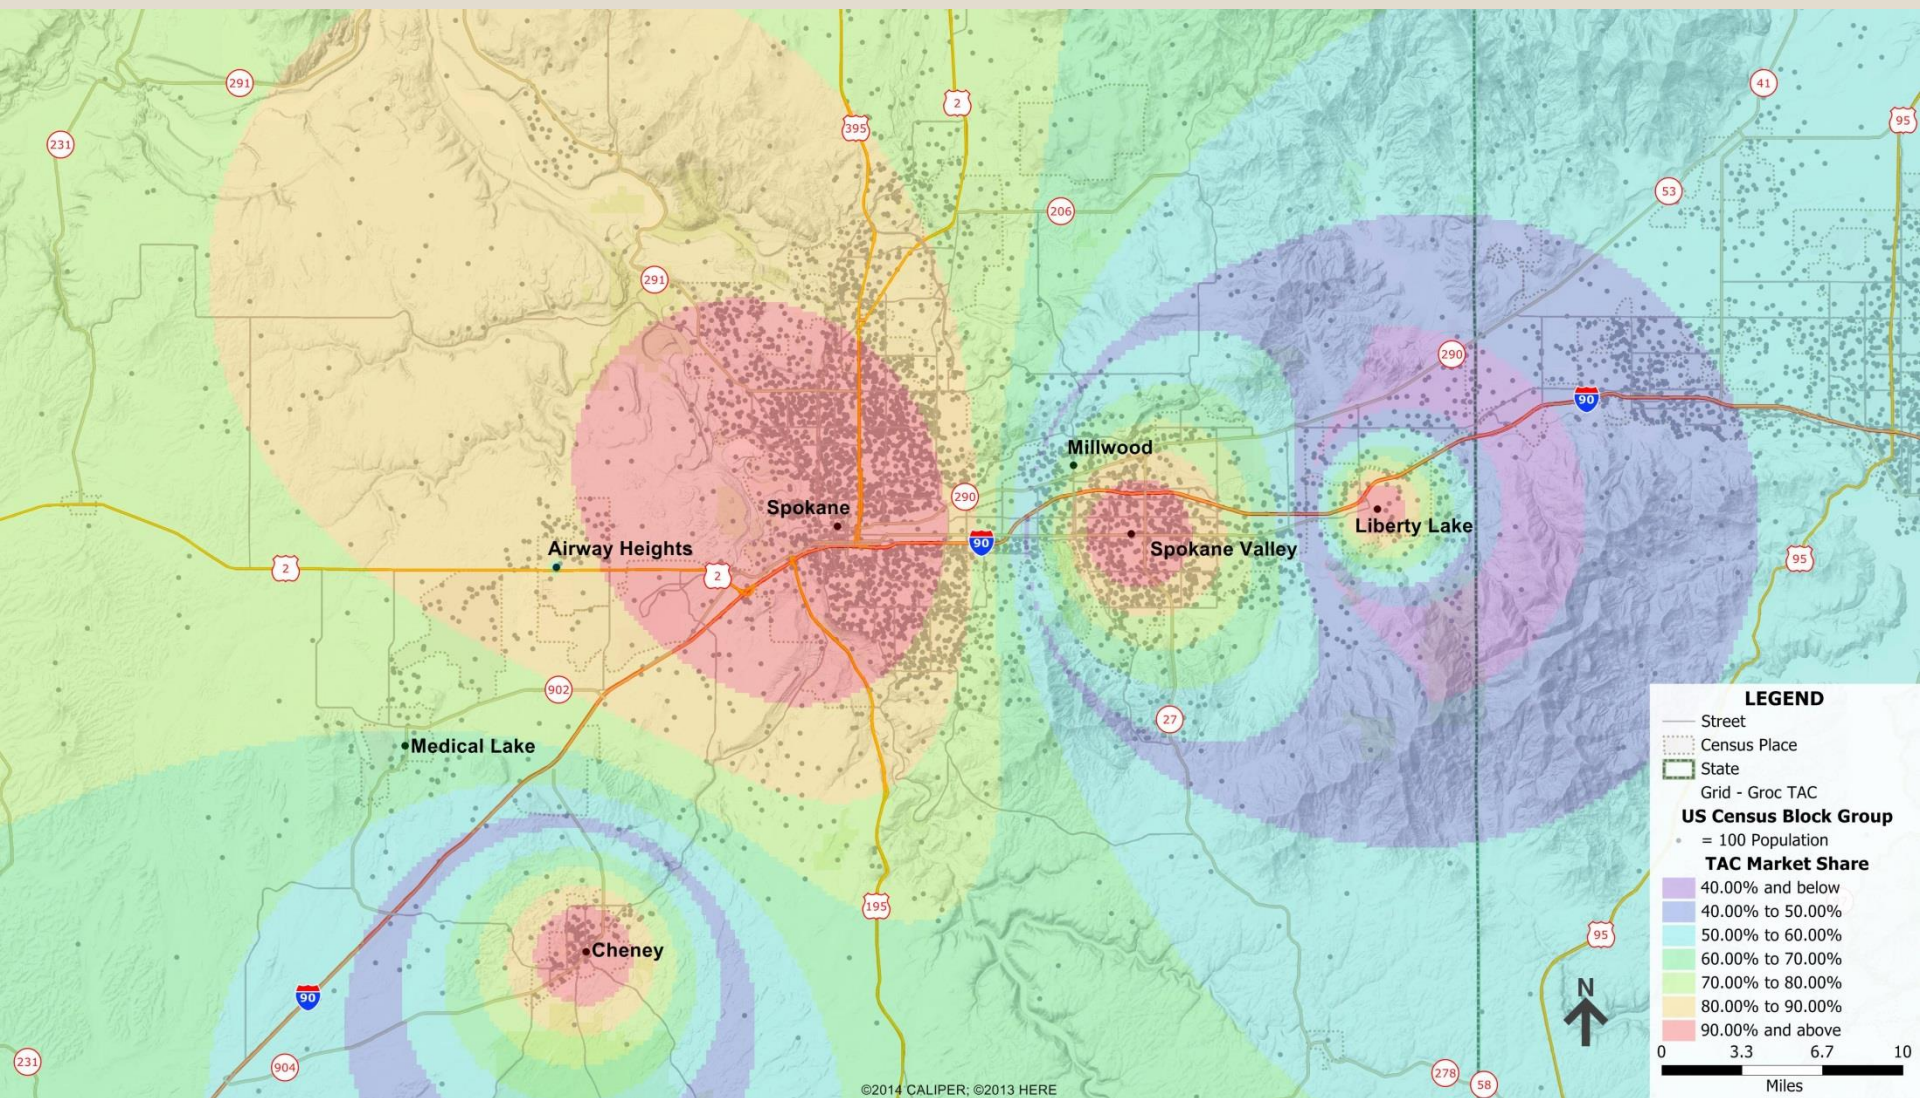 291
2
41
95
231
395
53
206
291
290
90
Millwood
290
Spokane
Liberty Lake
90
Airway Heights
Spokane Valley
2
2
95
902
27
Medical Lake
195
95
Cheney
90
231
904
278
58
LEGEND
Street
Census Place
State
Grid - Groc TAC
US Census Block Group
= 100 Population
TAC Market Share
40.00% and below
40.00% to 50.00%
50.00% to 60.00%
60.00% to 70.00%
70.00% to 80.00%
80.00% to 90.00%
90.00% and above
N
0 3.3 6.7 10
Miles
©2014 CALIPER; ©2013 HERE